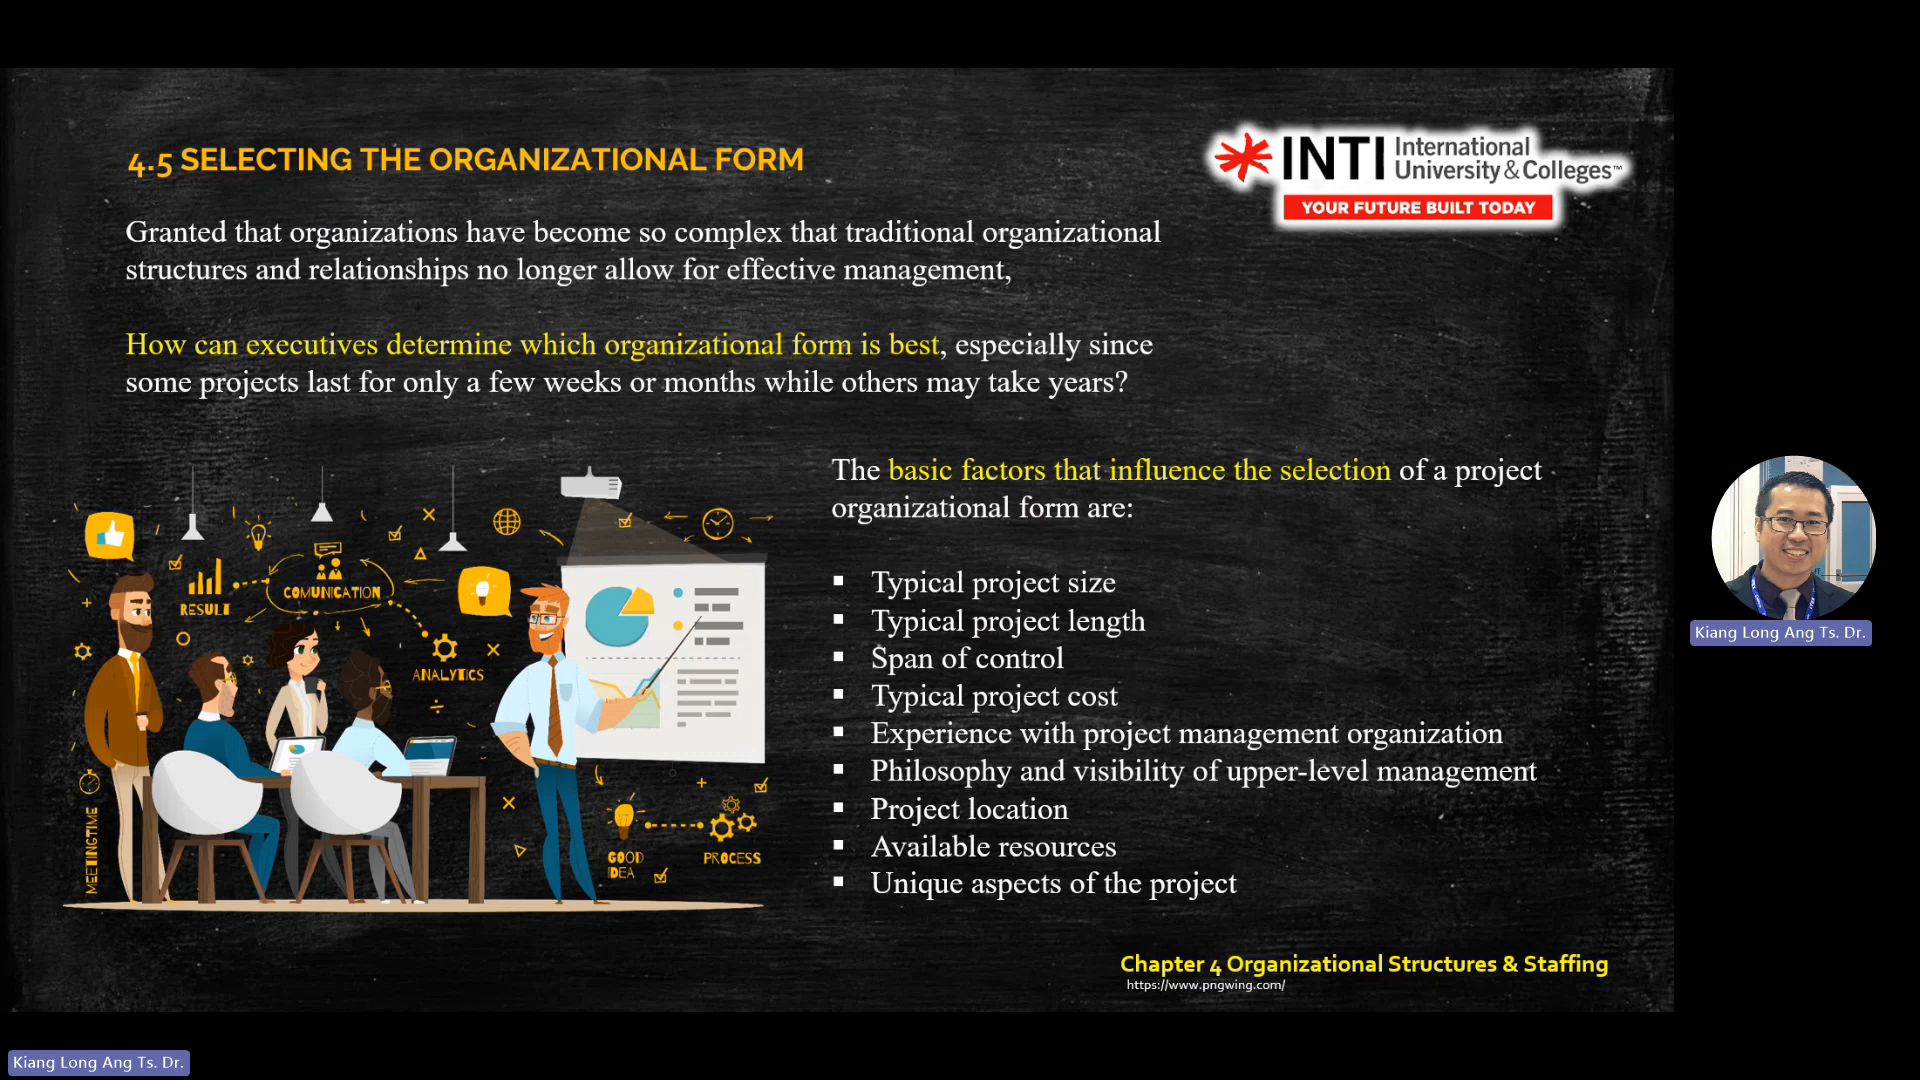 4.5 SELECTING THE ORGANIZATIONAL FORM
INTI International
University & Colleges™
YOUR FUTURE BUILT TODAY
Granted that organizations have become so complex that traditional organizational
structures and relationships no longer allow for effective management,
How can executives determine which organizational form is best, especially since
some projects last for only a few weeks or months while others may take years?
The basic factors that influence the selection of a project
organizational form are:
▪ Typical project size
▪ Typical project length
▪ Span of control
▪ Typical project cost
▪ Experience with project management organization
▪ Philosophy and visibility of upper-level management
▪ Project location
▪ Available resources
▪ Unique aspects of the project
RESULT
COMUNICATION
ANALYTICS
MEETINGTIME
GOOD
IDEA
PROCESS
Chapter 4 Organizational Structures & Staffing
https://www.pngwing.com/
Kiang Long Ang Ts. Dr.
Kiang Long Ang Ts. Dr.